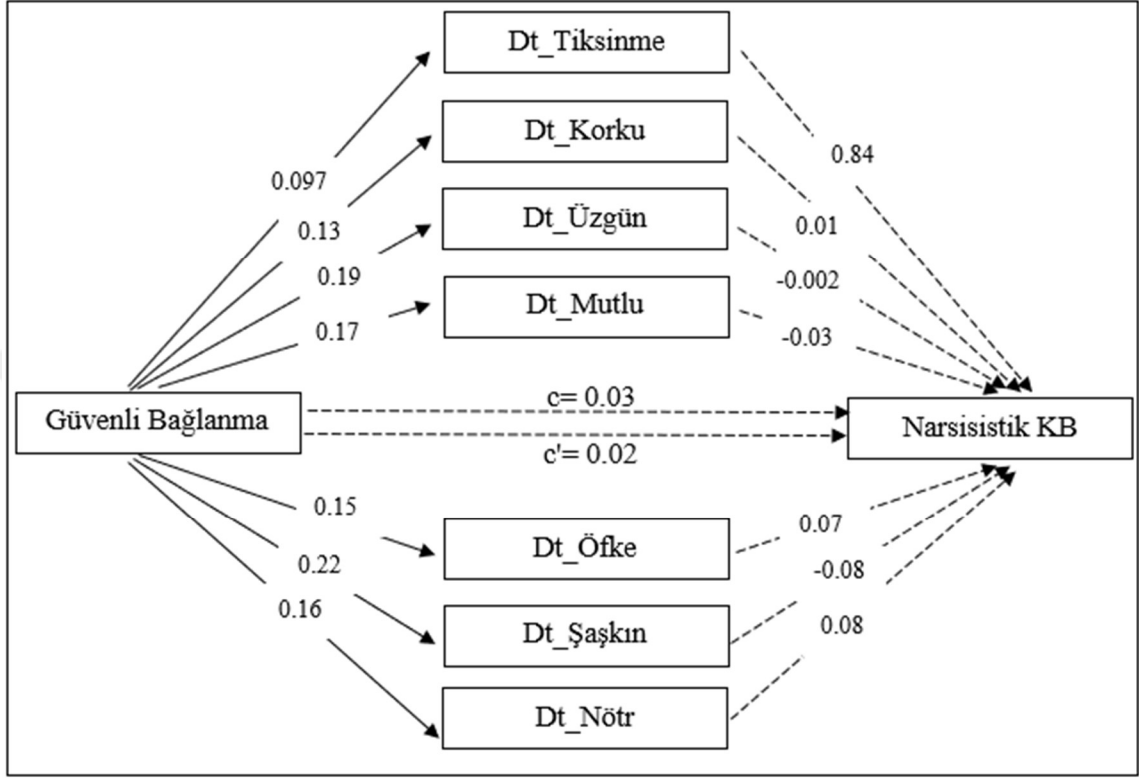 Dt_Tiksinme
Dt_Korku
0.84
0.097
Dt_Üzgün
0.13
0.01
0.19
-0.002
Dt_Mutlu
0.17
-0.03
Güvenli Bağlanma
c= 0.03
Narsisistik KB
c'= 0.02
0.15
Dt_Öfke
0.07
0.22
-0.08
0.16
Dt_Şaşkın
0.08
Dt_Nötr